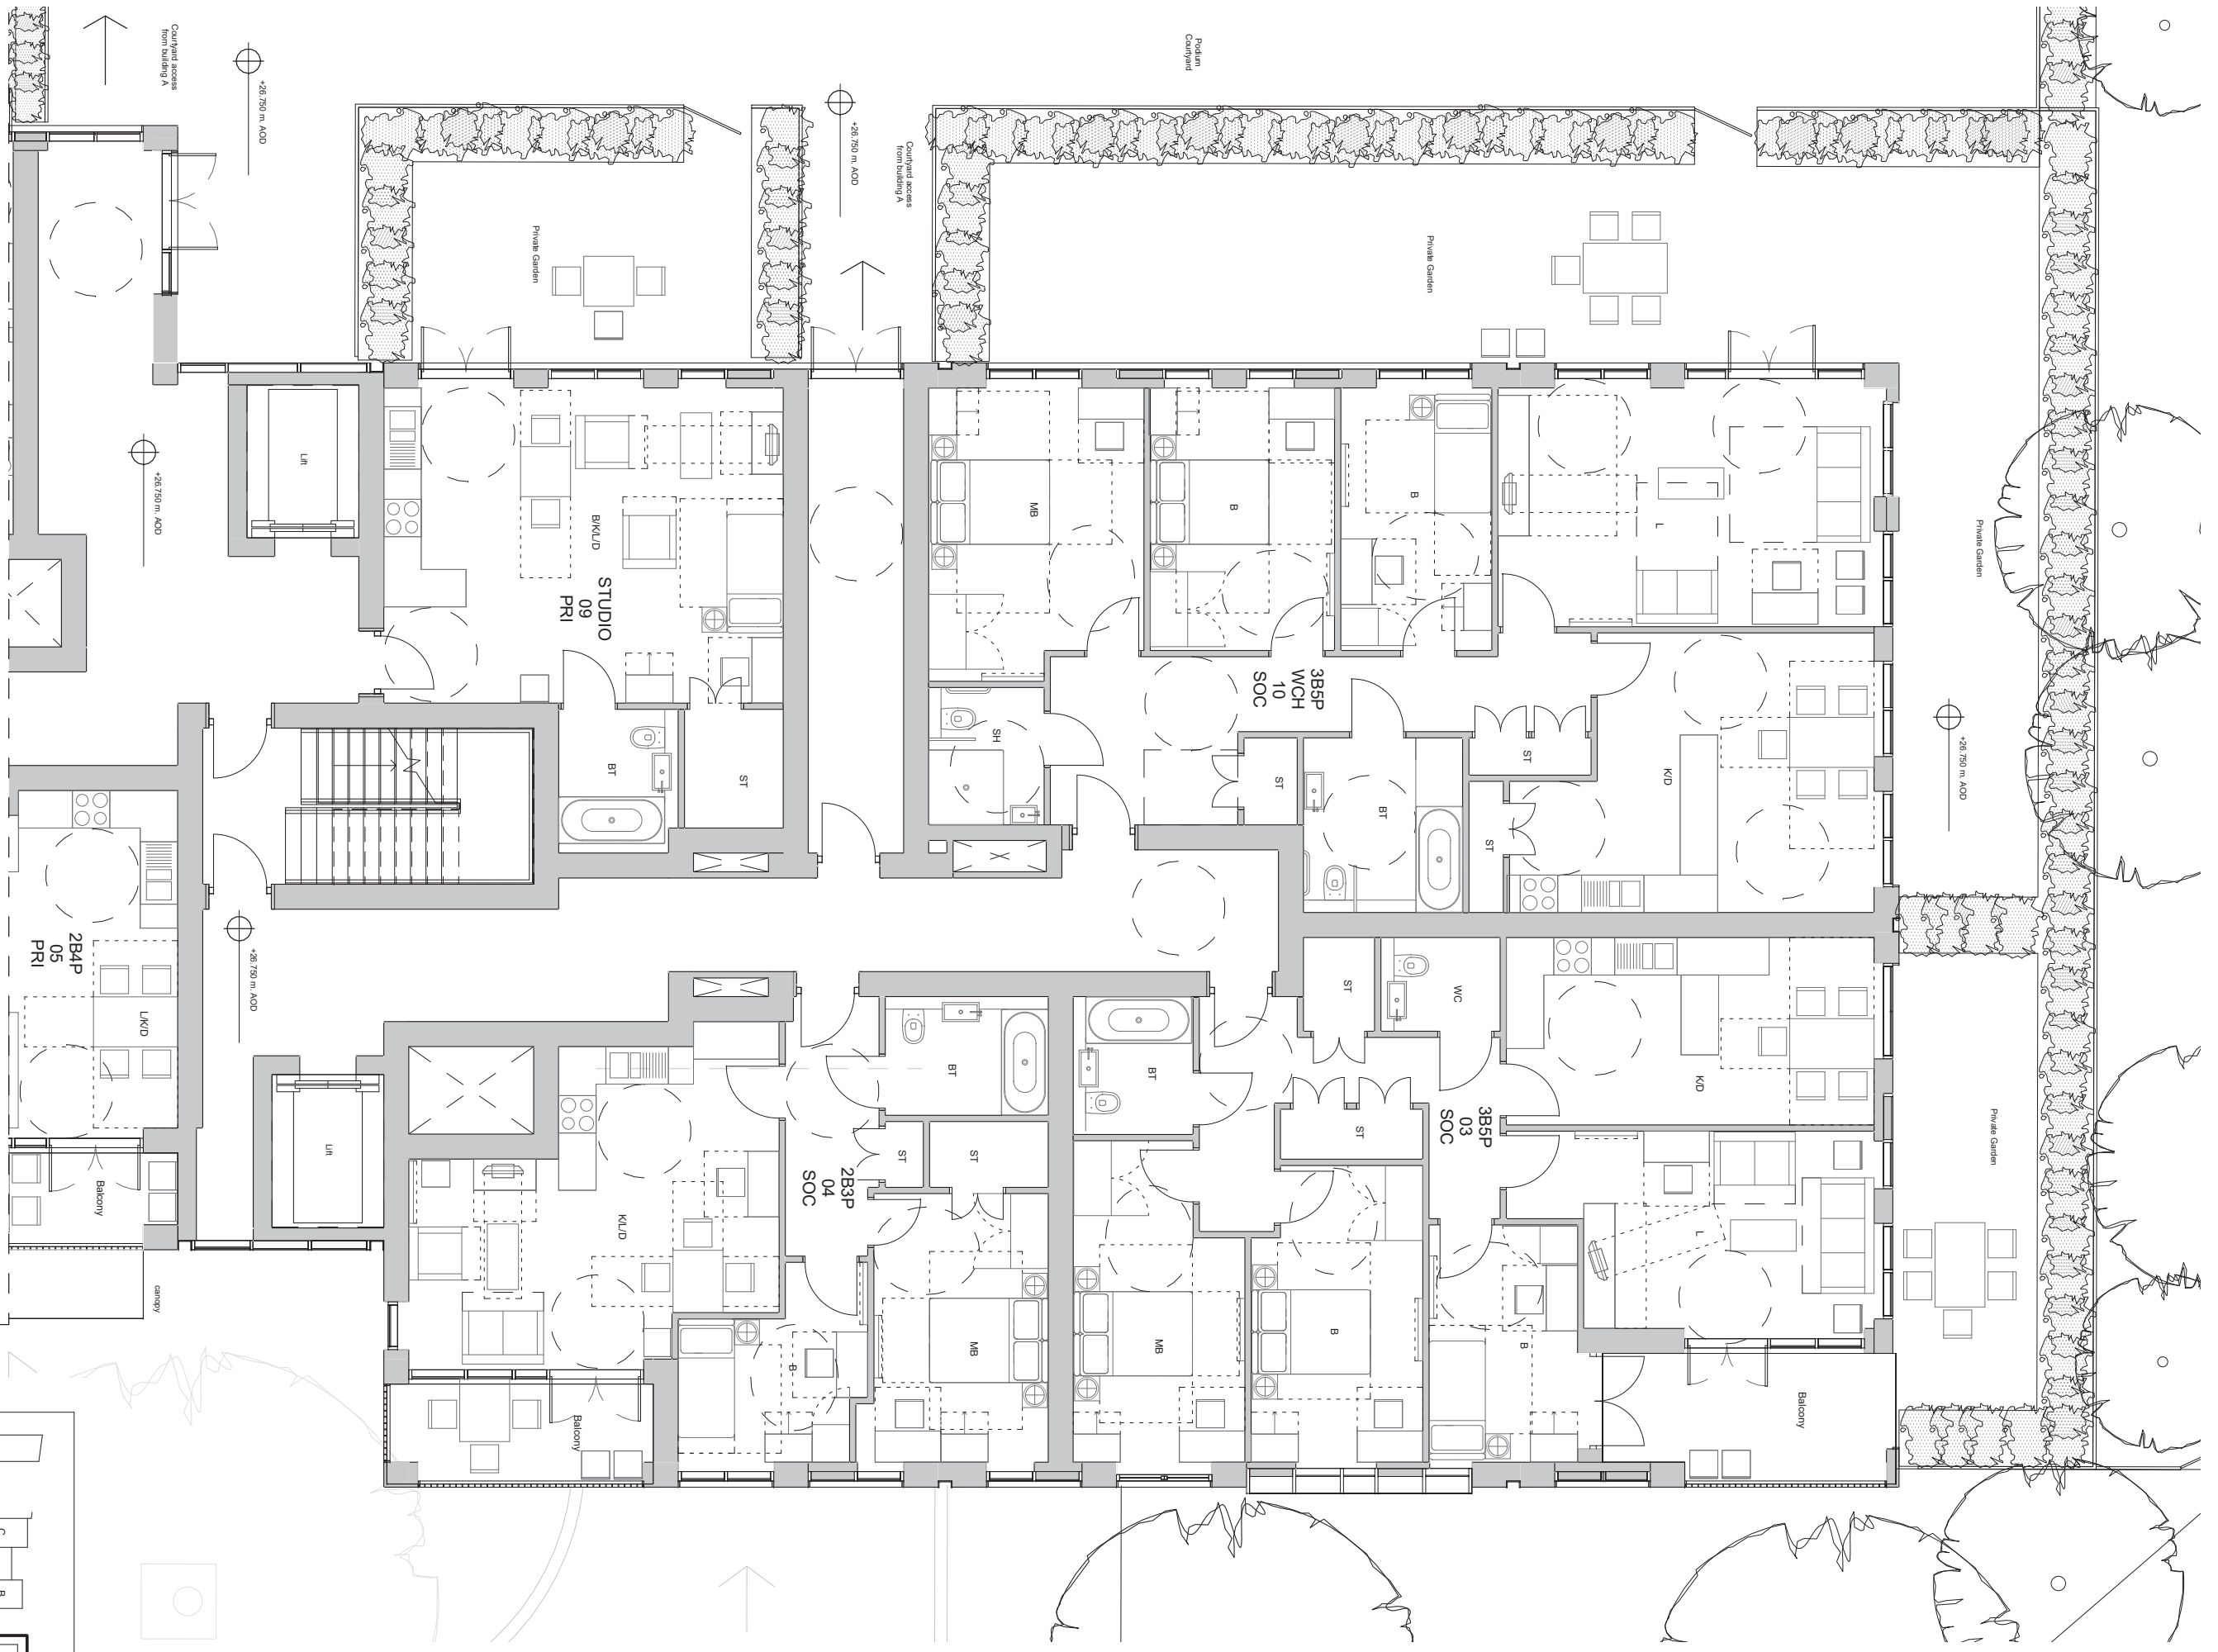 Courtyard access
from building A
+26.750 m. AOD
Podium
Courtyard
+26.750 m. AOD
Courtyard access
from building A
Private Garden
Private Garden
Private Garden
+26.750 m. AOD
Lift
B/K/L/D
STUDIO
09
PRI
MB
B
B
L
3B5P
WCH
10
SOC
SH
BT
ST
ST
ST
BT
ST
K/D
+26.750 m. AOD
2B4P
05
PRI
L/K/D
+26.750 m. AOD
ST
WC
K/D
Private Garden
BT
BT
ST
ST
ST
3B5P
03
SOC
2B3P
04
SOC
Lift
Balcony
K/L/D
L
canopy
MB
MB
B
B
B
Balcony
Balcony
C
B